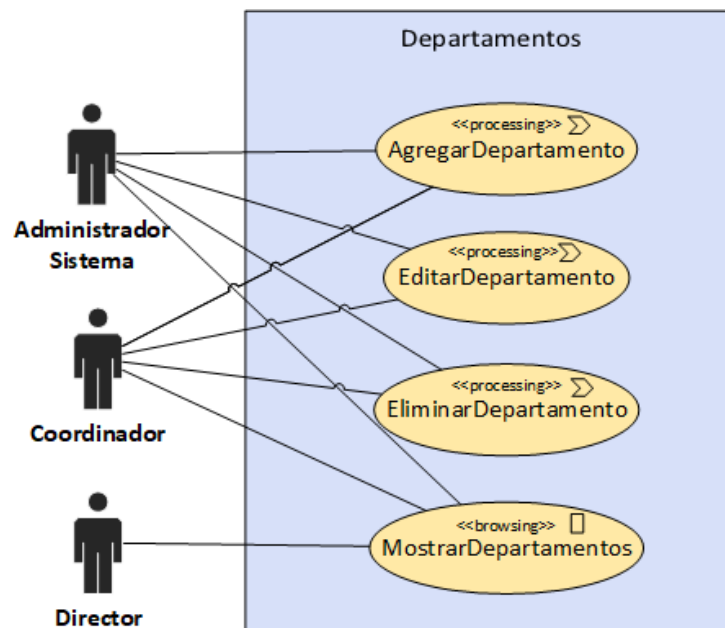 Departamentos
<<processing>>
AgregarDepartamento
Administrador
Sistema
<<processing>>
EditarDepartamento
<<processing>>
EliminarDepartamento
Coordinador
<<browsing>>
MostrarDepartamentos
Director